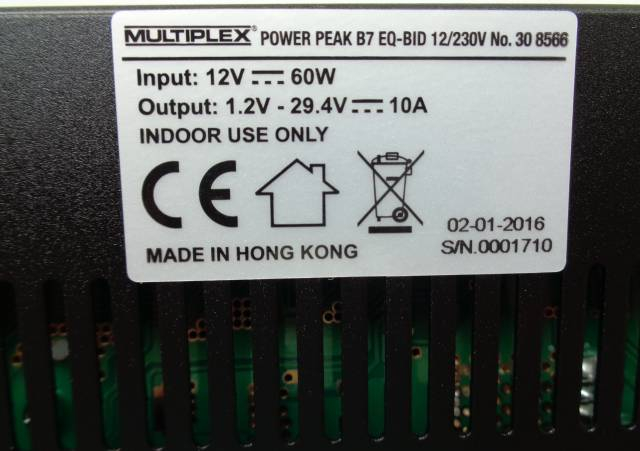 MULTIPLEX® POWER PEAK B7 EQ-BID 12/230V No. 30 8566
Input: 12V ⎓ 60W
Output: 1.2V - 29.4V ⎓ 10A
INDOOR USE ONLY
CE
02-01-2016
S/N.0001710
MADE IN HONG KONG